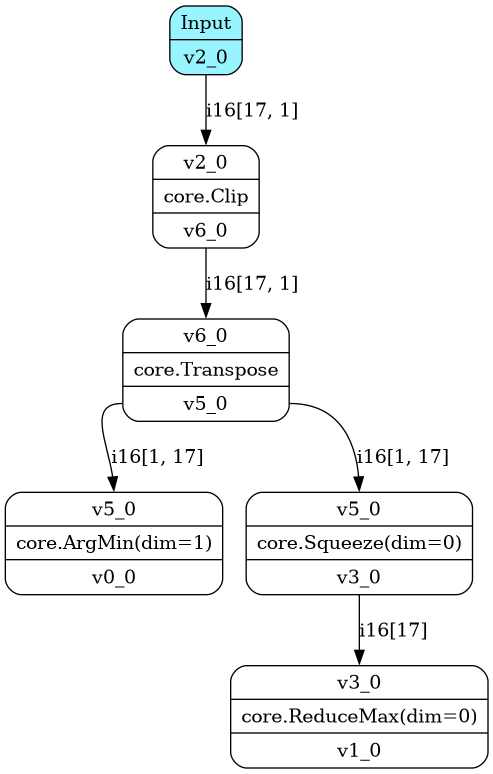 Input
v2_0
i16[17, 1]
v2_0
core.Clip
v6_0
i16[17, 1]
v6_0
core.Transpose
v5_0
i16[1, 17]
i16[1, 17]
v5_0
core.ArgMin(dim=1)
v0_0
v5_0
core.Squeeze(dim=0)
v3_0
i16[17]
v3_0
core.ReduceMax(dim=0)
v1_0